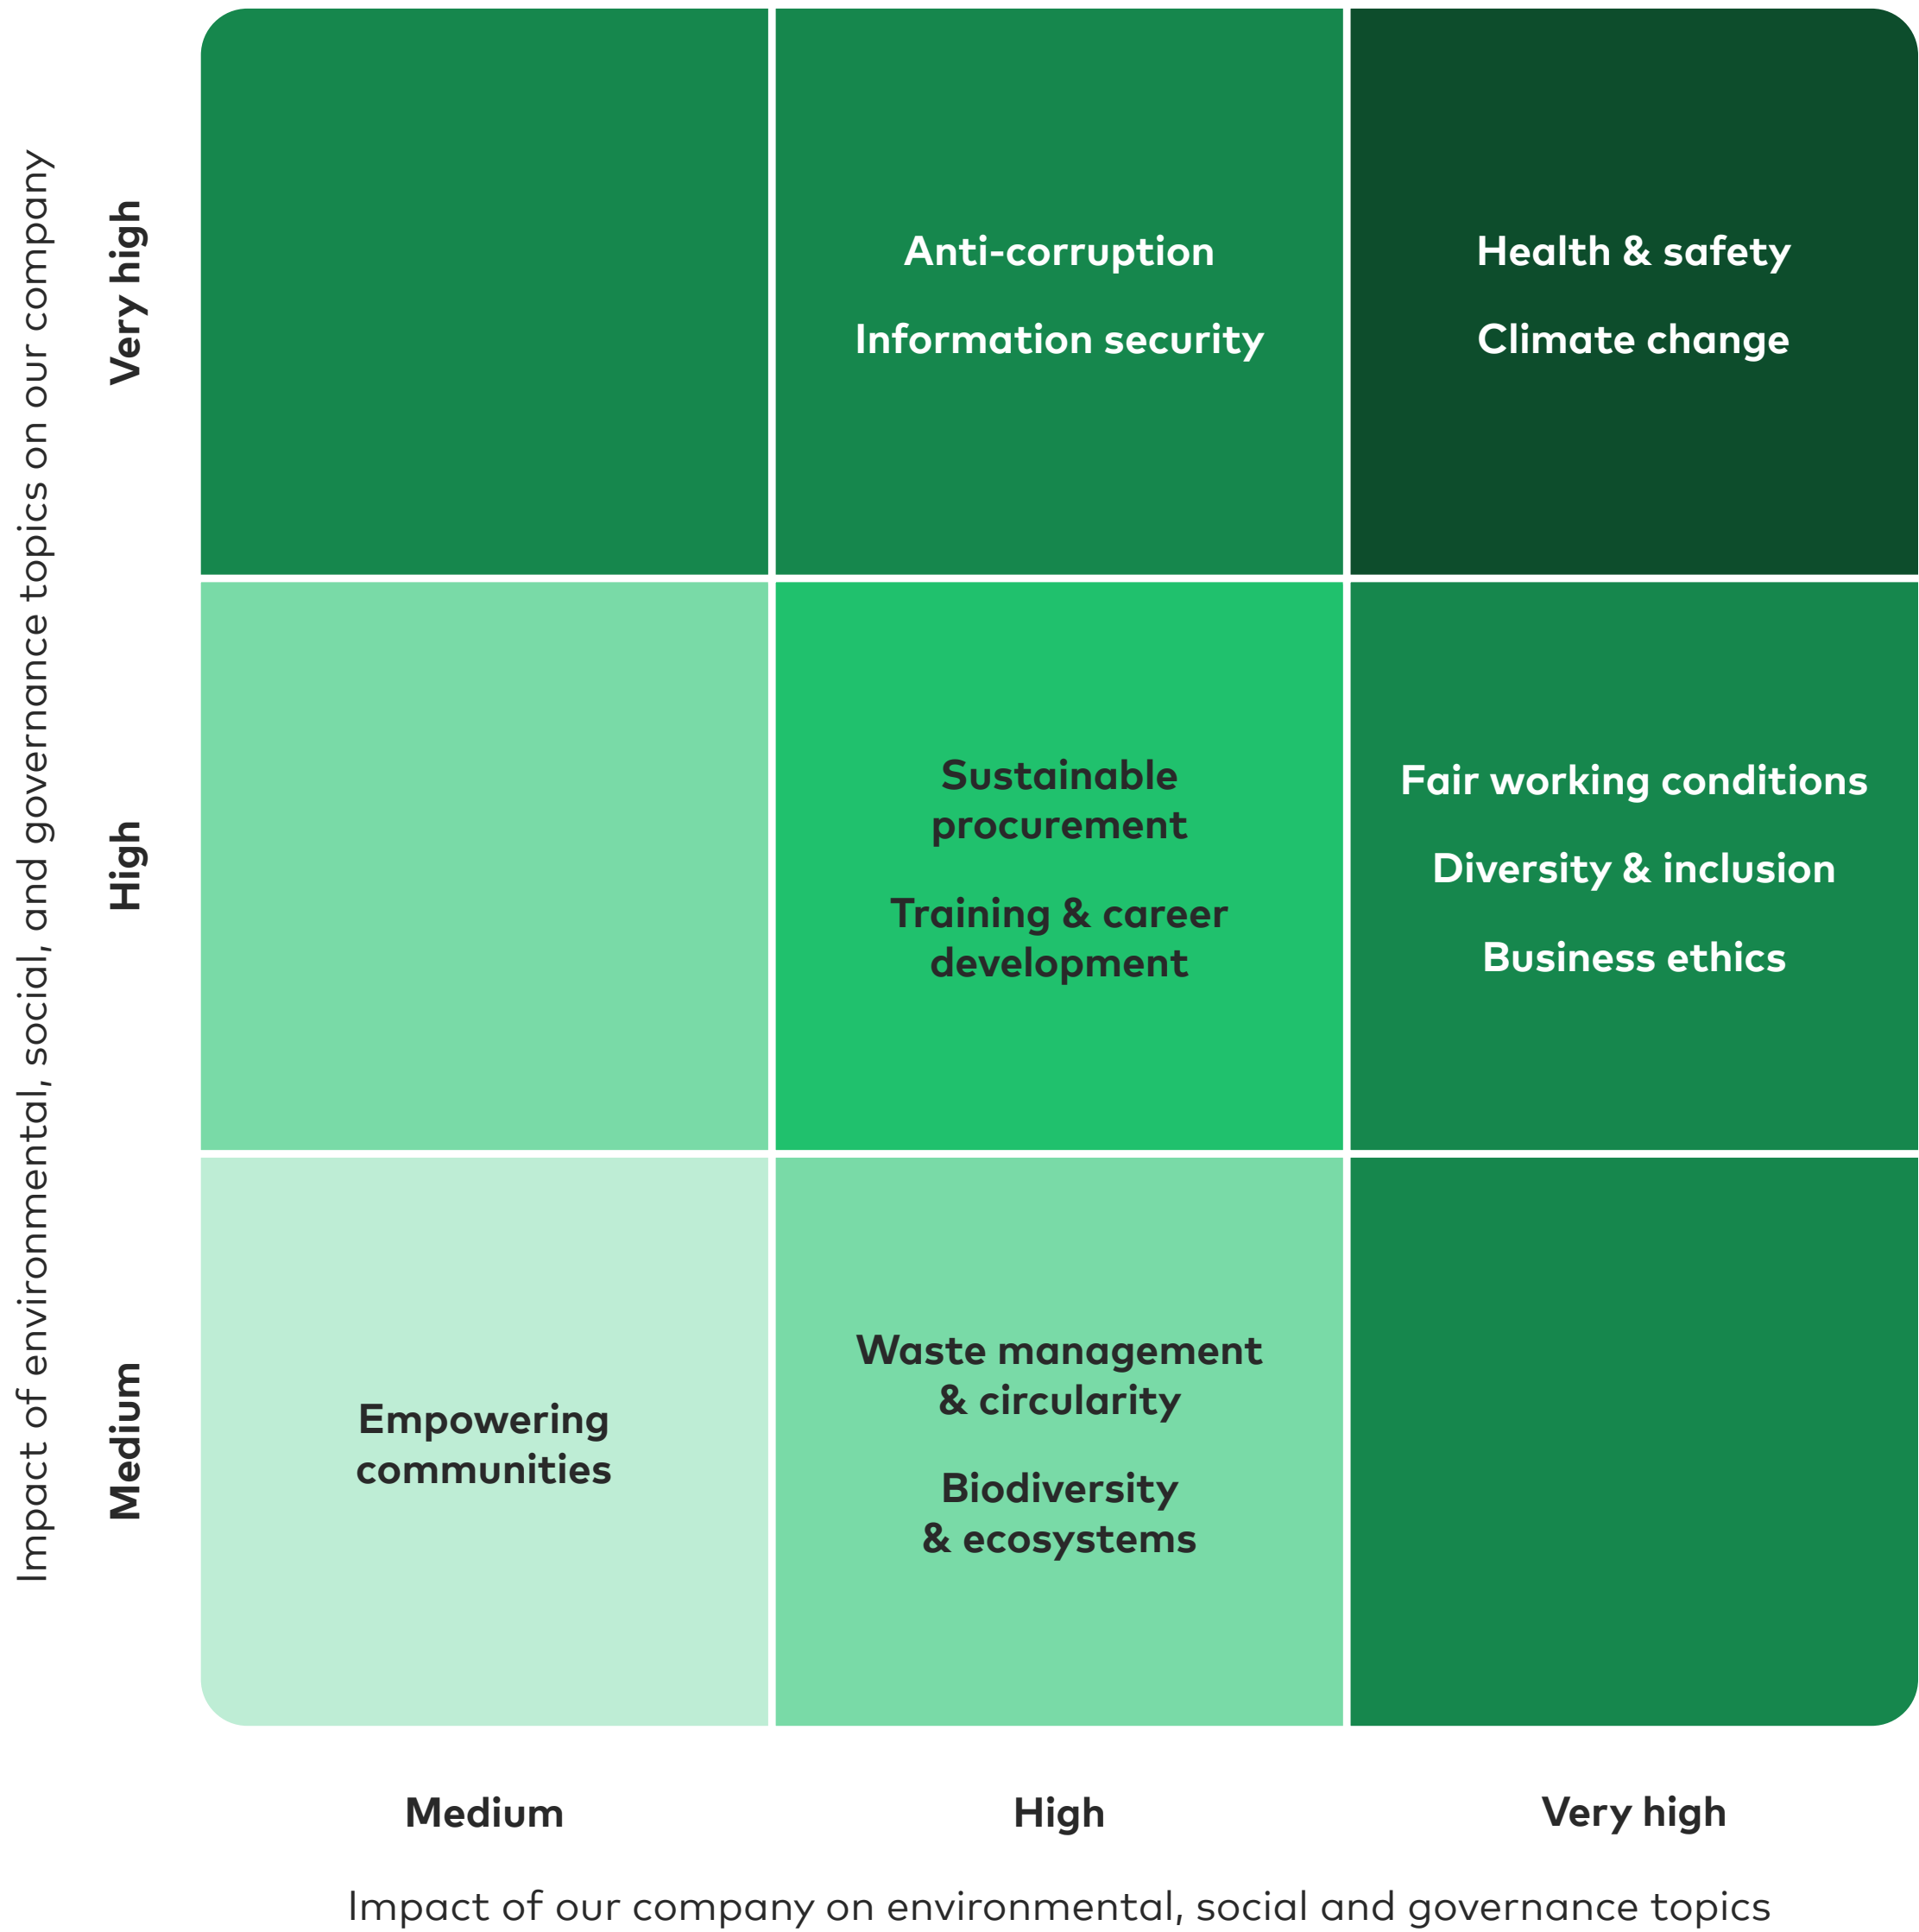 Impact of environmental, social, and governance topics on our company
Very high
Anti-corruption
Information security
Health & safety
Climate change
High
Sustainable
procurement
Training & career
development
Fair working conditions
Diversity & inclusion
Business ethics
Medium
Empowering
communities
Waste management
& circularity
Biodiversity
& ecosystems
Medium
High
Very high
Impact of our company on environmental, social and governance topics